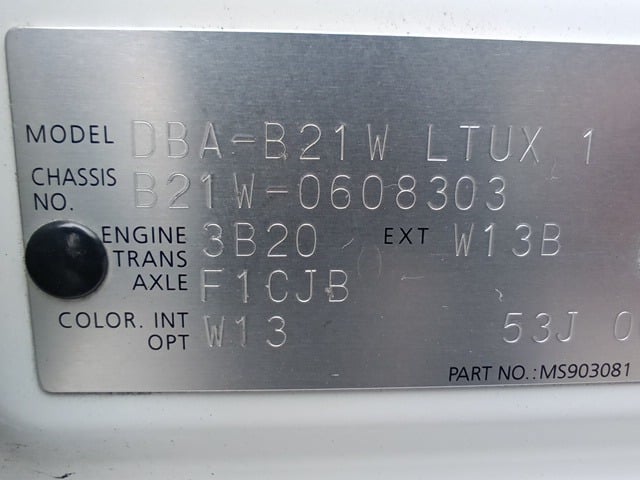 MODEL DBA-B21W LTUX 1
CHASSIS NO. B21W-0608303
ENGINE 3B20 EXT W13B
TRANS AXLE F1CJB
COLOR. INT OPT W13 53J 0
PART NO.:MS903081